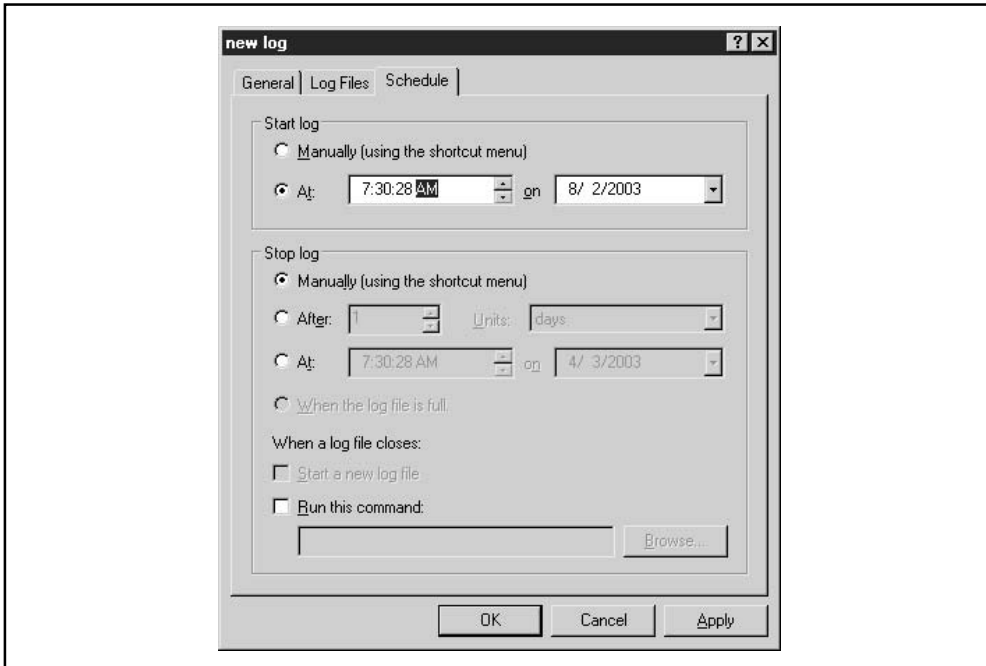 new log
General Log Files Schedule
Start log
Manually (using the shortcut menu)
At: 7:30:28 AM on 8/ 2/2003
Stop log
Manually (using the shortcut menu)
After: 1 Units: days
At: 7:30:28 AM on 4/ 3/2003
When the log file is full.
When a log file closes:
Start a new log file
Run this command:
Browse...
OK Cancel Apply